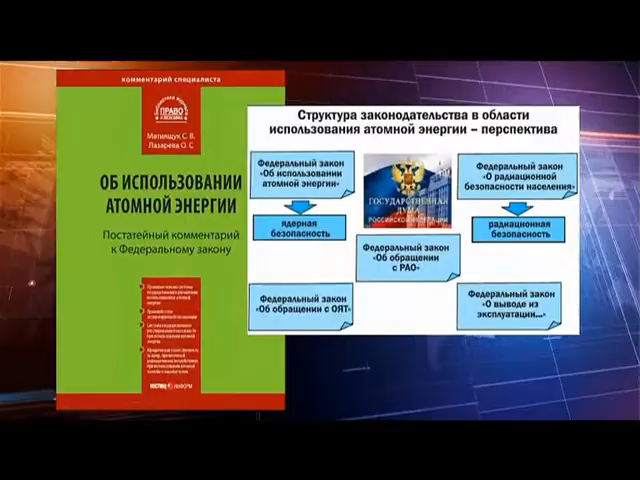 комментарий специалиста
ПРАВО
Матиящук С. В.
Лазарева О. С.
ОБ ИСПОЛЬЗОВАНИИ
АТОМНОЙ ЭНЕРГИИ
Постатейный комментарий
к Федеральному закону
Структура законодательства в области
использования атомной энергии – перспектива
Федеральный закон
«Об использовании
атомной энергии»
ядерная
безопасность
ГОСУДАРСТВЕННАЯ
ДУМА
РОССИЙСКОЙ ФЕДЕРАЦИИ
Федеральный закон
«О радиационной
безопасности населения»
радиационная
безопасность
Федеральный закон
«Об обращении
с РАО»
Федеральный закон
«Об обращении с ОЯТ»
Федеральный закон
«О выводе из
эксплуатации...»